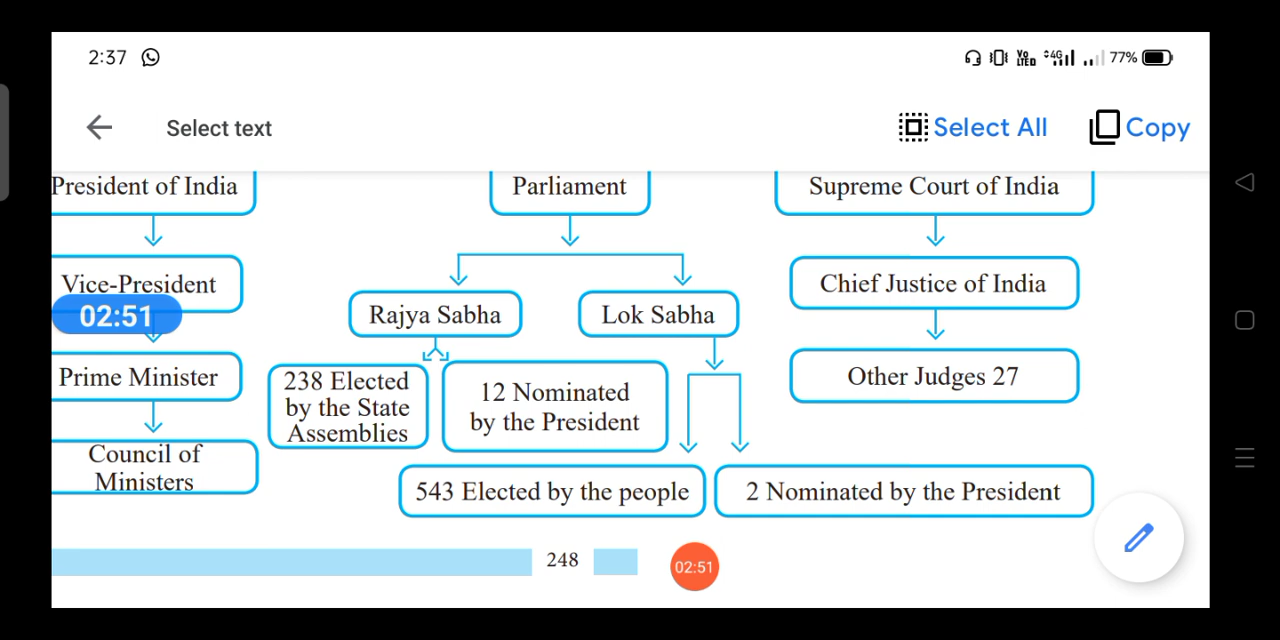 2:37
Vo LTED 4G 77%
Select text
Select All
Copy
President of India
Parliament
Supreme Court of India
Vice-President
02:51
Rajya Sabha
Lok Sabha
Chief Justice of India
Prime Minister
238 Elected
by the State
Assemblies
12 Nominated
by the President
Other Judges 27
Council of
Ministers
543 Elected by the people
2 Nominated by the President
248
02:51